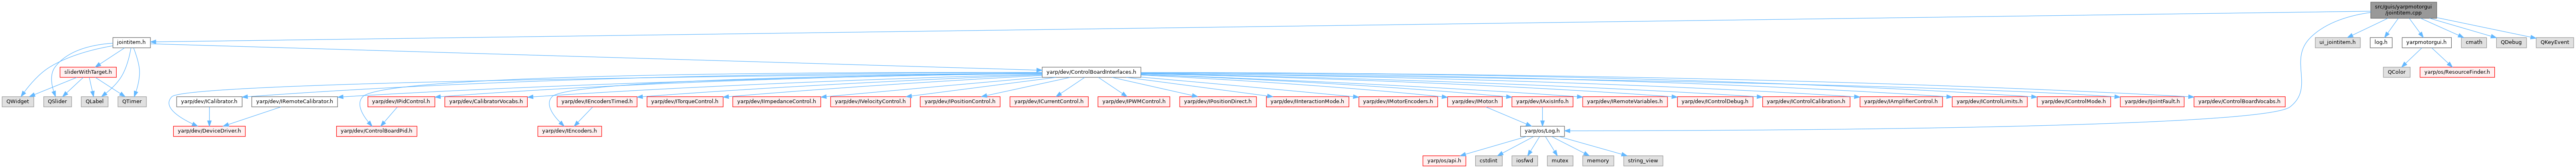 src/guis/yarpmotorgui
/jointitem.cpp
jointitem.h
ui_jointitem.h
log.h
yarpmotorgui.h
cmath
QDebug
QKeyEvent
sliderWithTarget.h
yarp/dev/ControlBoardInterfaces.h
QColor
yarp/os/ResourceFinder.h
QWidget
QSlider
QLabel
QTimer
yarp/dev/ICalibrator.h
yarp/dev/IRemoteCalibrator.h
yarp/dev/IPidControl.h
yarp/dev/CalibratorVocabs.h
yarp/dev/IEncodersTimed.h
yarp/dev/ITorqueControl.h
yarp/dev/IImpedanceControl.h
yarp/dev/IVelocityControl.h
yarp/dev/IPositionControl.h
yarp/dev/ICurrentControl.h
yarp/dev/IPWMControl.h
yarp/dev/IPositionDirect.h
yarp/dev/IInteractionMode.h
yarp/dev/IMotorEncoders.h
yarp/dev/IMotor.h
yarp/dev/IAxisInfo.h
yarp/dev/IRemoteVariables.h
yarp/dev/IControlDebug.h
yarp/dev/IControlCalibration.h
yarp/dev/IAmplifierControl.h
yarp/dev/IControlLimits.h
yarp/dev/IControlMode.h
yarp/dev/IJointFault.h
yarp/dev/ControlBoardVocabs.h
yarp/dev/DeviceDriver.h
yarp/dev/ControlBoardPid.h
yarp/dev/IEncoders.h
yarp/os/Log.h
yarp/os/api.h
cstdint
iosfwd
mutex
memory
string_view